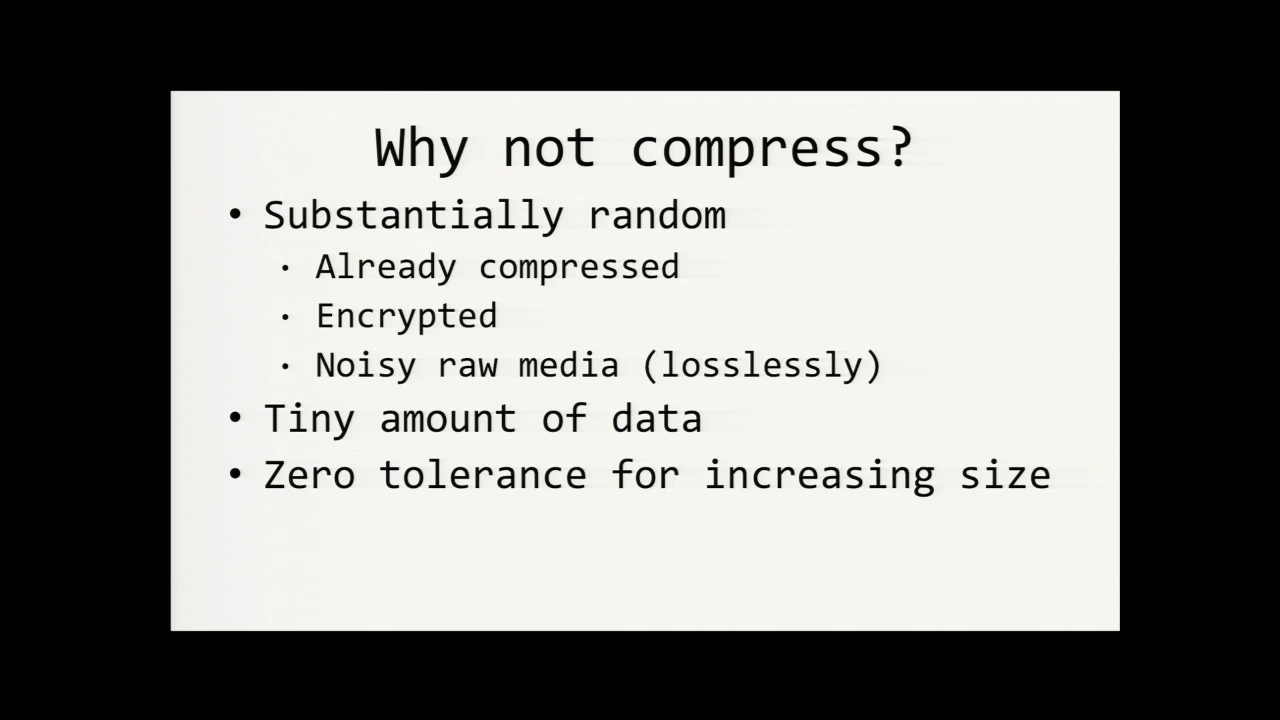 Why not compress?
• Substantially random
• Already compressed
• Encrypted
• Noisy raw media (losslessly)
• Tiny amount of data
• Zero tolerance for increasing size